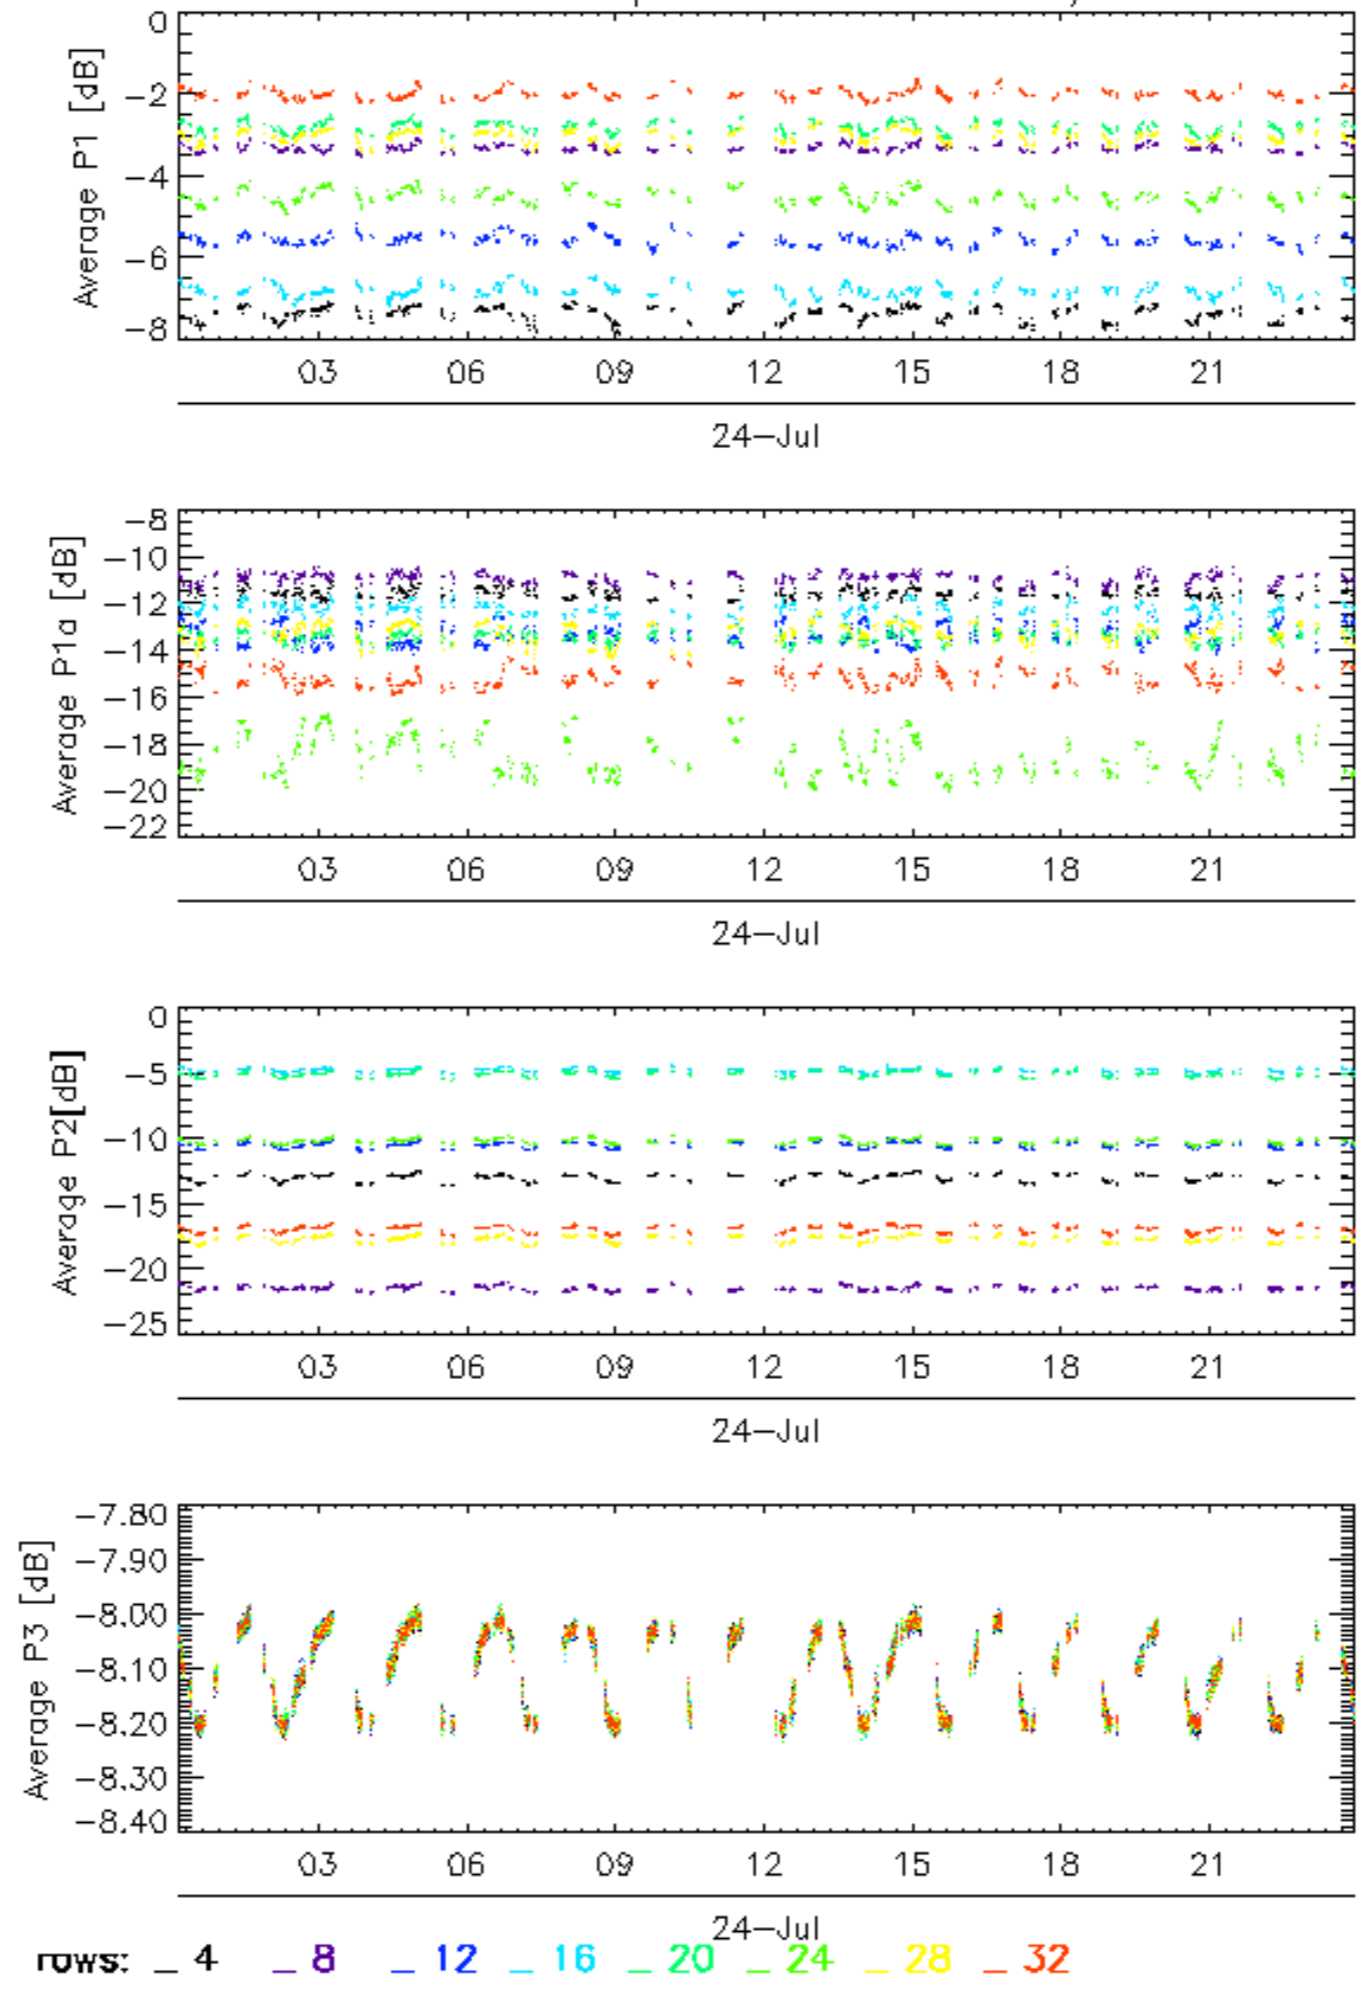 0
Average P1 [dB]
−2
−4
−6
−8
03 06 09 12 15 18 21
24−Jul
−8
Average P1a [dB]
−10
−12
−14
−16
−18
−20
−22
03 06 09 12 15 18 21
24−Jul
0
Average P2[dB]
−5
−10
−15
−20
−25
03 06 09 12 15 18 21
24−Jul
−7.80
Average P3 [dB]
−7.90
−8.00
−8.10
−8.20
−8.30
−8.40
03 06 09 12 15 18 21
24−Jul
rows: _ 4 _ 8 _ 12 _ 16 _ 20 _ 24 _ 28 _ 32